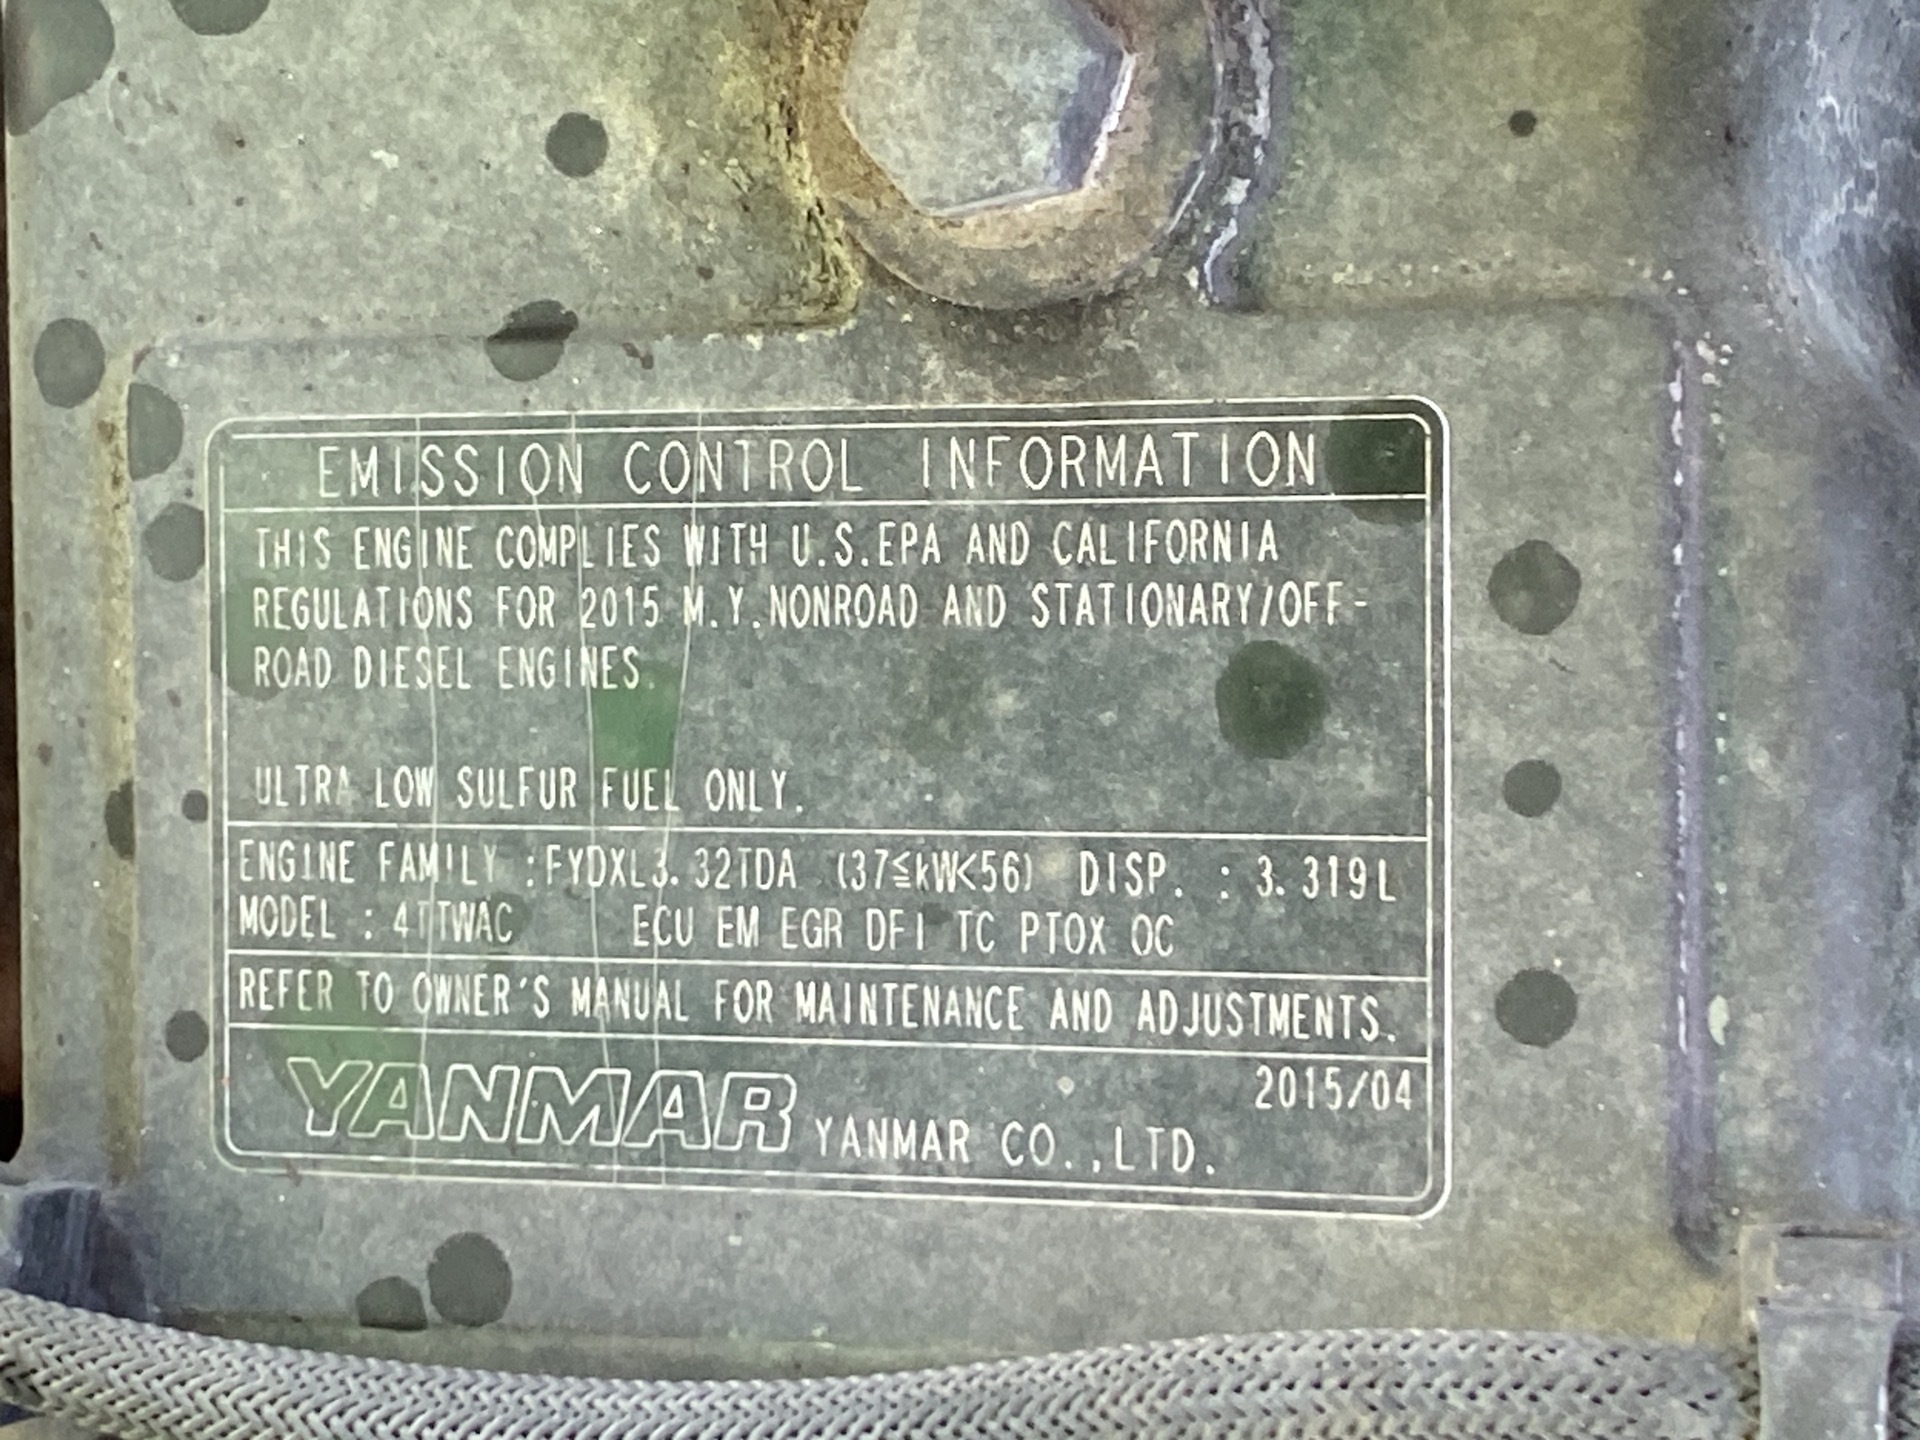 EMISSION CONTROL INFORMATION
THIS ENGINE COMPLIES WITH U.S.EPA AND CALIFORNIA
REGULATIONS FOR 2015 M.Y.NONROAD AND STATIONARY/OFF-
ROAD DIESEL ENGINES.
ULTRA LOW SULFUR FUEL ONLY.
ENGINE FAMILY :FYDXL3.32TDA (37≦kW<56) DISP. : 3.319L
MODEL : 4TTWAC ECU EM EGR DFI TC PTOX OC
REFER TO OWNER'S MANUAL FOR MAINTENANCE AND ADJUSTMENTS.
2015/04
YANMAR YANMAR CO.,LTD.